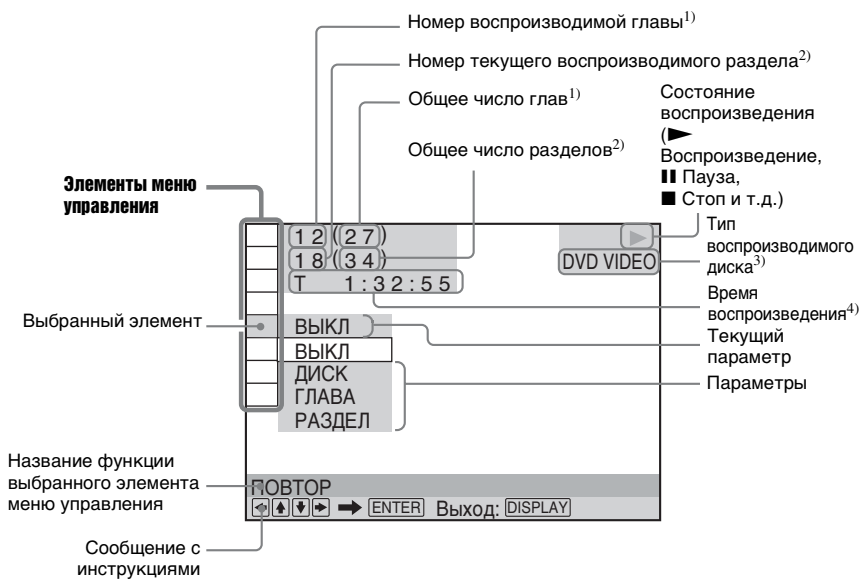 Номер воспроизводимой главы1)
Номер текущего воспроизводимого раздела2)
Общее число глав1)
Общее число разделов2)
Состояние
воспроизведения
(►
Воспроизведение,
▮▮ Пауза,
■ Стоп и т.д.)
Элементы меню
управления
12(27)
18(34)
T 1:32:55
▶
DVD VIDEO
Тип
воспроизводимого
диска3)
Время
воспроизведения4)
Текущий
параметр
Параметры
Выбранный элемент
ВЫКЛ
ВЫКЛ
ДИСК
ГЛАВА
РАЗДЕЛ
Название функции
выбранного элемента
меню управления
ПОВТОР
←↑↓→ ➡ ENTER Выход: DISPLAY
Сообщение с
инструкциями